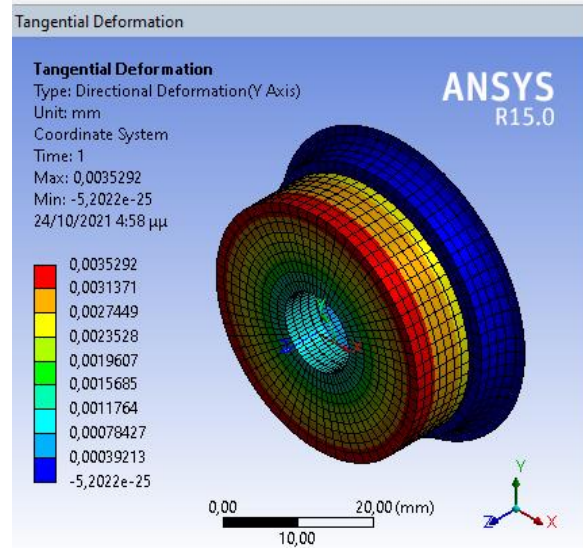 Tangential Deformation
Tangential Deformation
Type: Directional Deformation(Y Axis)
Unit: mm
Coordinate System
Time: 1
Max: 0,0035292
Min: -5,2022e-25
24/10/2021 4:58 μμ
ANSYS
R15.0
0,0035292
0,0031371
0,0027449
0,0023528
0,0019607
0,0015685
0,0011764
0,00078427
0,00039213
-5,2022e-25
0,00
20,00 (mm)
10,00
Y
Z
X